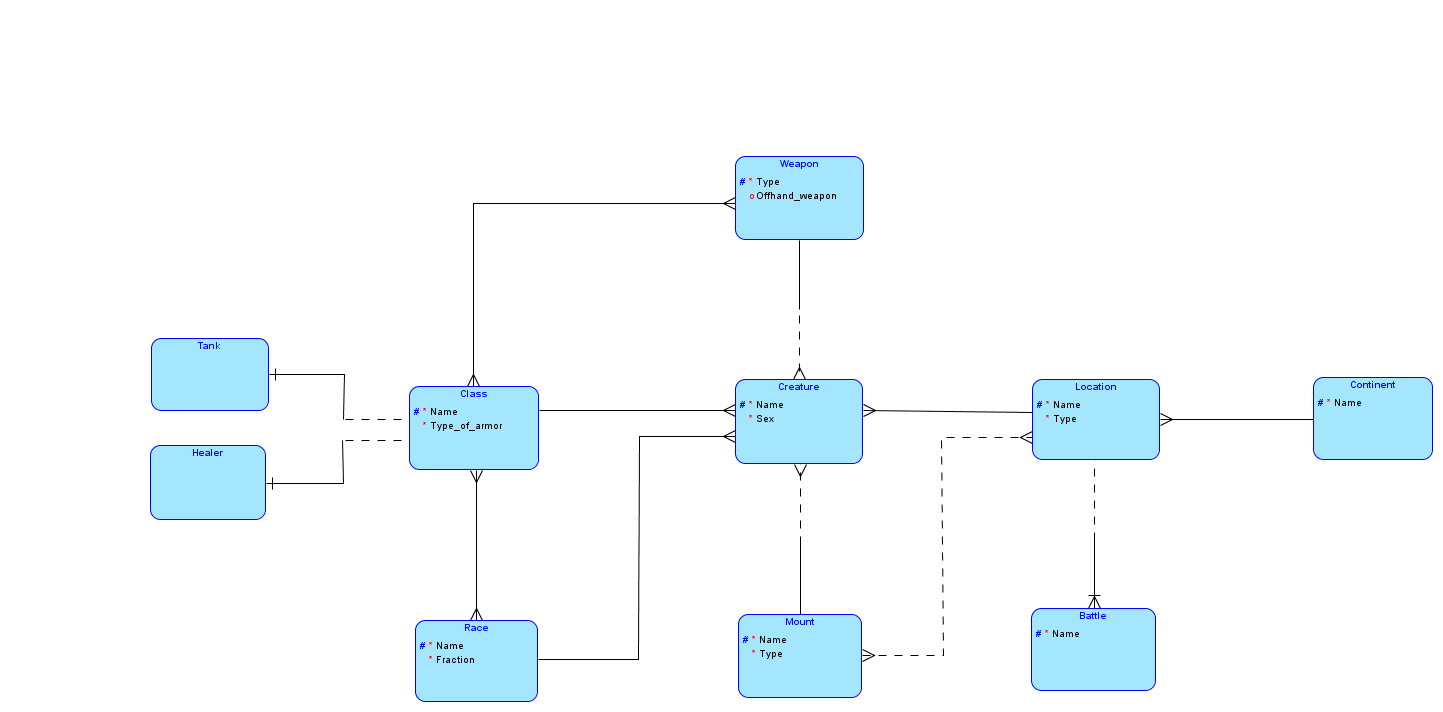 Weapon
# * Type
o Offhand_weapon
Tank
Class
# * Name
* Type_of_armor
Healer
Creature
# * Name
* Sex
Location
# * Name
* Type
Continent
# * Name
Race
# * Name
* Fraction
Mount
# * Name
* Type
Battle
# * Name